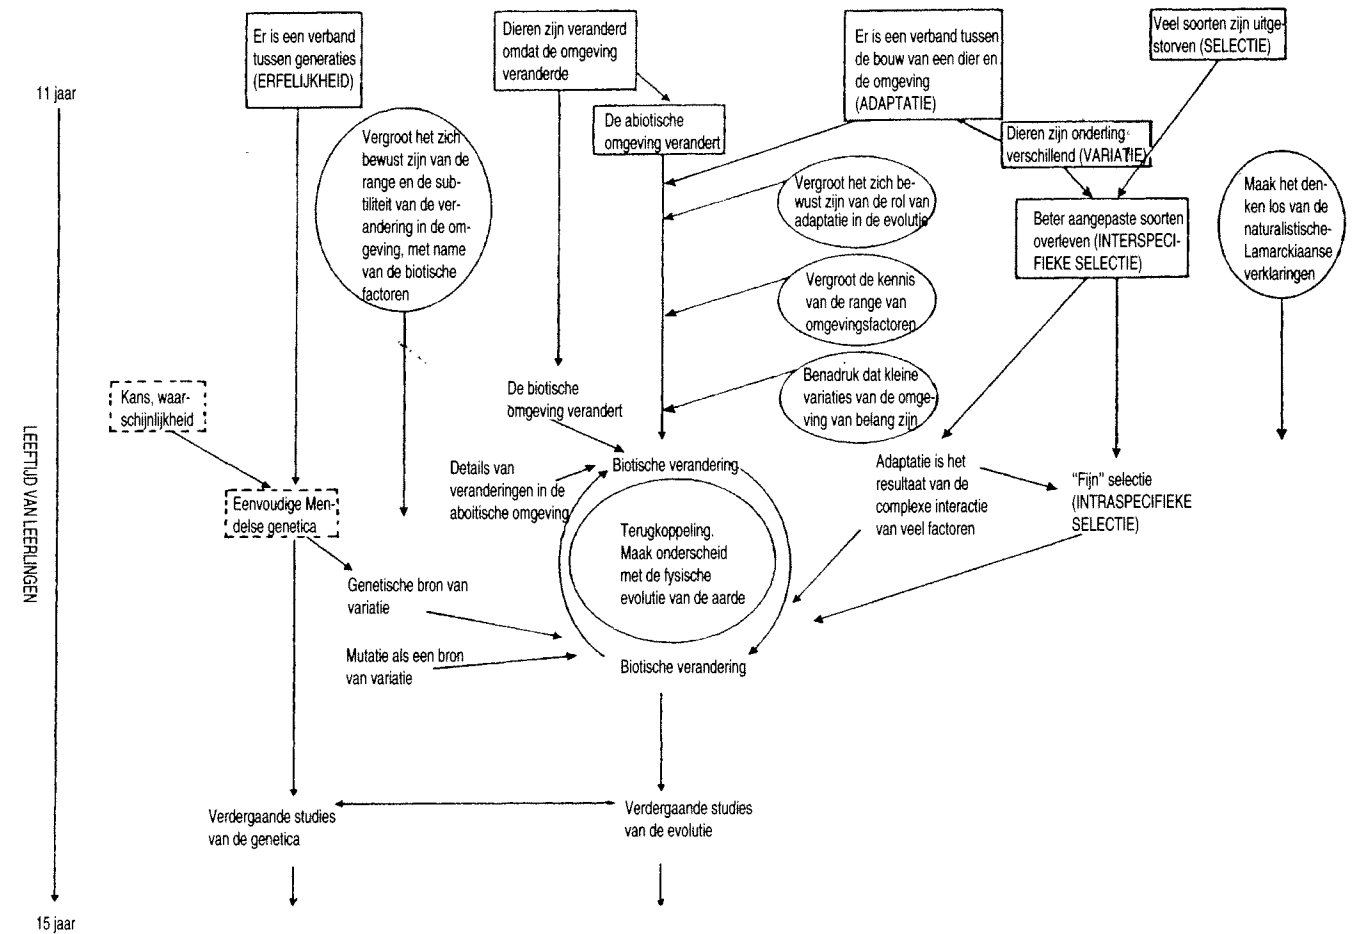 Er is een verband
tussen generaties
(ERFELIJKHEID)
Dieren zijn veranderd
omdat de omgeving
veranderde
Er is een verband tussen
de bouw van een dier en
de omgeving
(ADAPTATIE)
Veel soorten zijn uitge-
storven (SELECTIE)
11 jaar
De abiotische
omgeving verandert
Dieren zijn onderling
verschillend (VARIATIE)
Vergroot het zich
bewust zijn van de
range en de sub-
tiliteit van de ver-
andering in de om-
geving, met name
van de biotische
factoren
Vergroot het zich be-
wust zijn van de rol van
adaptatie in de evolutie
Beter aangepaste soorten
overleven (INTERSPECI-
FIEKE SELECTIE)
Maak het den-
ken los van de
naturalistische-
Lamarckiaanse
verklaringen
Vergroot de kennis
van de range van
omgevingsfactoren
Benadruk dat kleine
variaties van de omge-
ving van belang zijn
Kans, waar-
schijnlijkheid
De biotische
omgeving verandert
LEEFTIJD VAN LEERLINGEN
Details van
veranderingen in de
aboitische omgeving
Biotische verandering
Adaptatie is het
resultaat van de
complexe interactie
van veel factoren
"Fijn" selectie
(INTRASPECIFIEKE
SELECTIE)
Eenvoudige Men-
delse genetica
Terugkoppeling.
Maak onderscheid
met de fysische
evolutie van de aarde
Genetische bron van
variatie
Mutatie als een bron
van variatie
Biotische verandering
Verdergaande studies
van de genetica
Verdergaande studies
van de evolutie
15 jaar